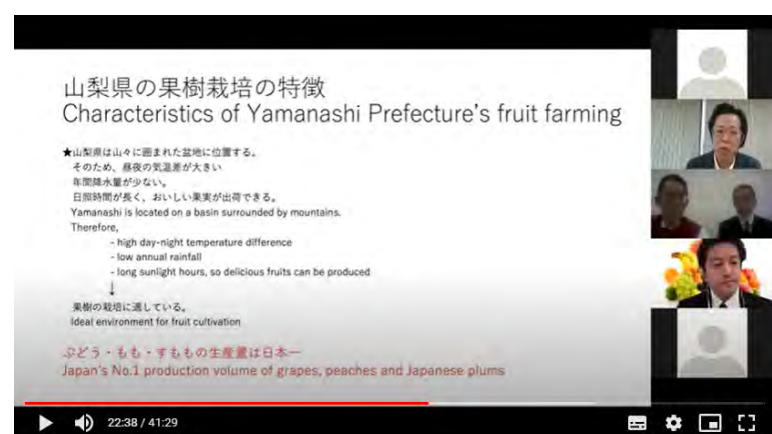 山梨県の果樹栽培の特徴
Characteristics of Yamanashi Prefecture's fruit farming
★山梨県は山々に囲まれた盆地に位置する。
そのため、昼夜の気温差が大きい
年間降水量が少ない。
日照時間が長く、おいしい果実が出荷できる。
Yamanashi is located on a basin surrounded by mountains.
Therefore,
- high day-night temperature difference
- low annual rainfall
- long sunlight hours, so delicious fruits can be produced
↓
果樹の栽培に適している。
Ideal environment for fruit cultivation
ぶどう・もも・すももの生産量は日本一
Japan's No.1 production volume of grapes, peaches and Japanese plums
22:38 / 41:29